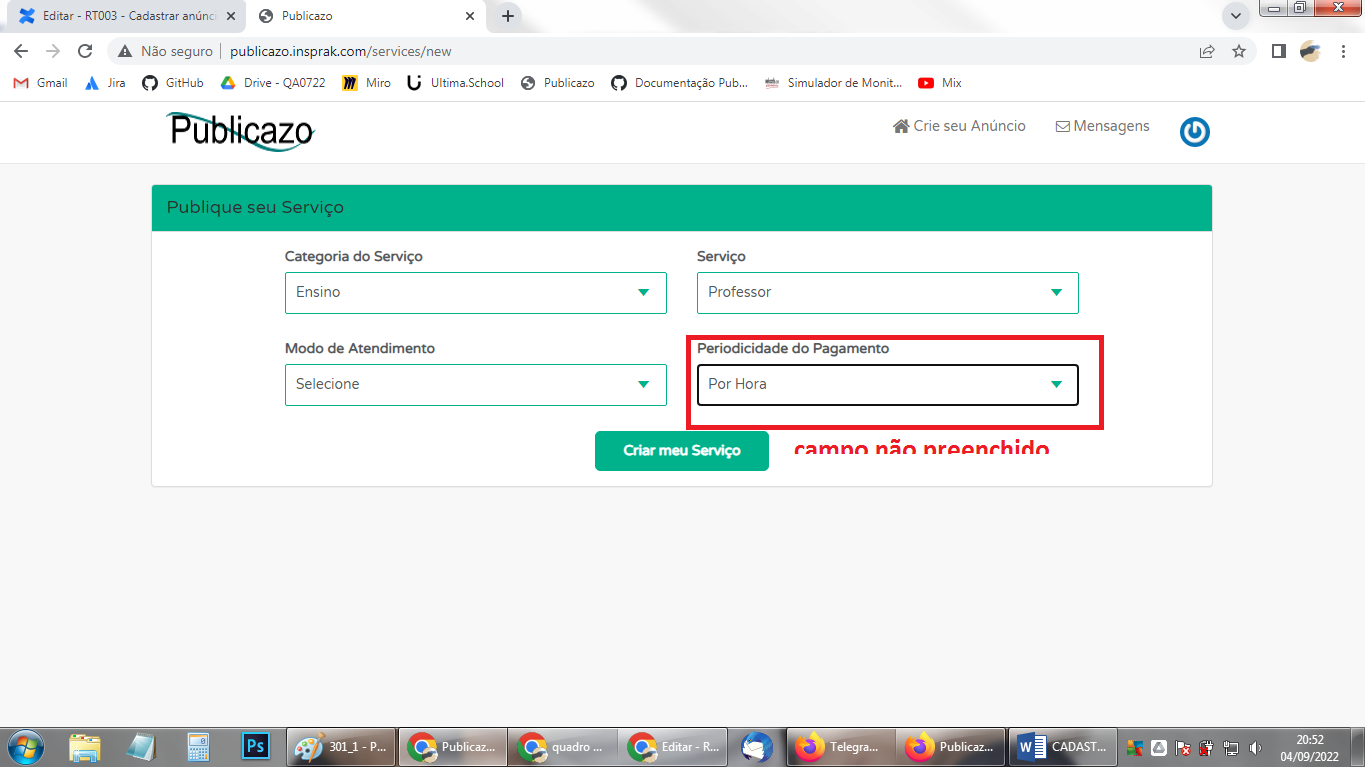 Editar - RT003 - Cadastrar anúnc
Publicazo
Não seguro
publicazo.insprak.com/services/new
Gmail
Jira
GitHub
Drive - QA0722
Miro
Ultima.School
Publicazo
Documentação Pub...
Simulador de Monit...
Mix
Publicazo
Crie seu Anúncio
Mensagens
Publique seu Serviço
Categoria do Serviço
Serviço
Ensino
Professor
Modo de Atendimento
Periodicidade do Pagamento
Selecione
Por Hora
Criar meu Serviço
campo não preenchido
Ps
301_1 - P...
Publicaz...
quadro ...
Editar - R...
Telegra...
Publicaz...
CADAST...
20:52
04/09/2022